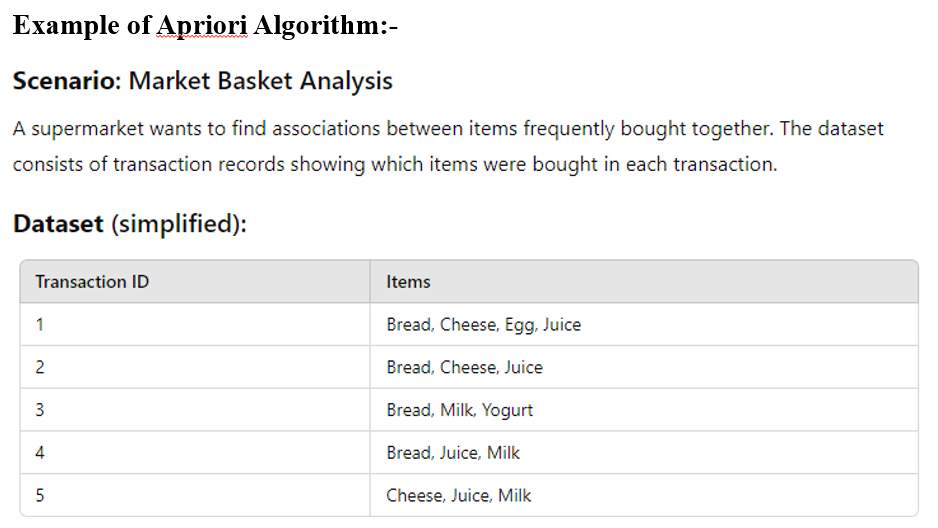 Example of Apriori Algorithm:-
Scenario: Market Basket Analysis
A supermarket wants to find associations between items frequently bought together. The dataset
consists of transaction records showing which items were bought in each transaction.
Dataset (simplified):
Transaction ID Items
1 Bread, Cheese, Egg, Juice
2 Bread, Cheese, Juice
3 Bread, Milk, Yogurt
4 Bread, Juice, Milk
5 Cheese, Juice, Milk